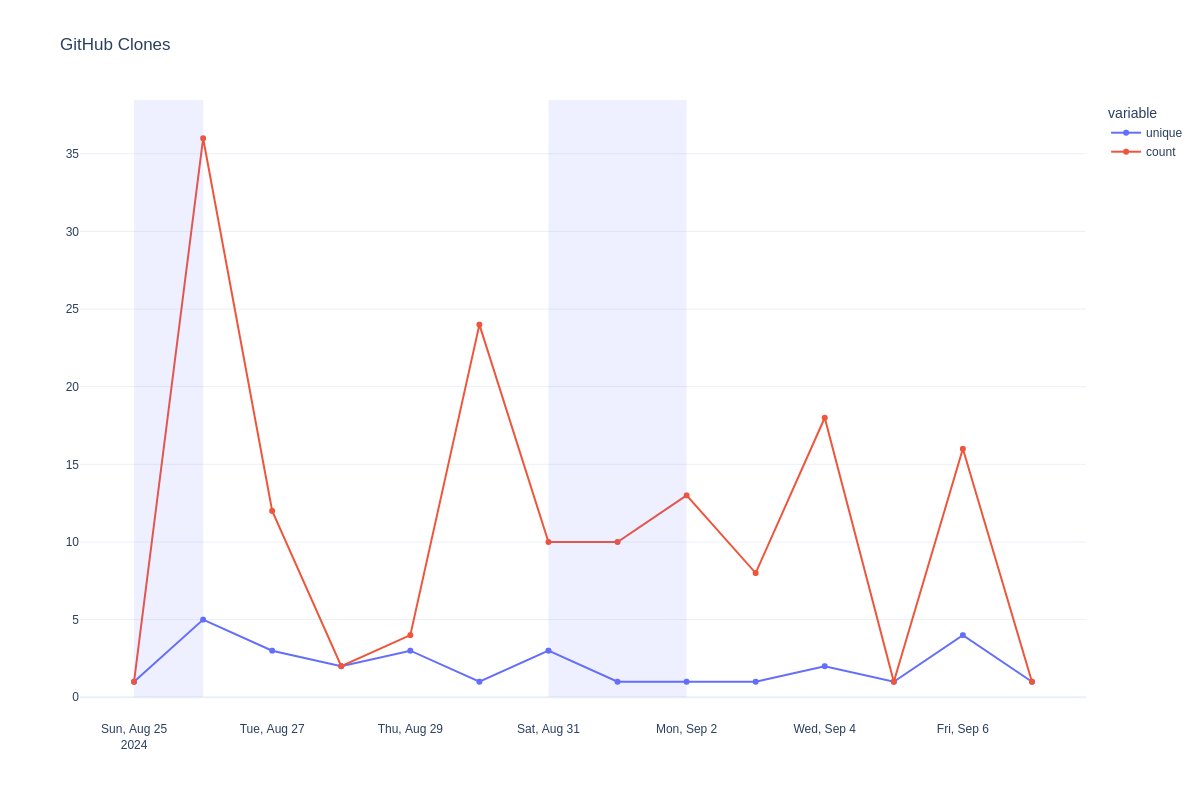 GitHub Clones
variable
unique
count
35
30
25
20
15
10
5
0
Sun, Aug 25
2024
Tue, Aug 27
Thu, Aug 29
Sat, Aug 31
Mon, Sep 2
Wed, Sep 4
Fri, Sep 6